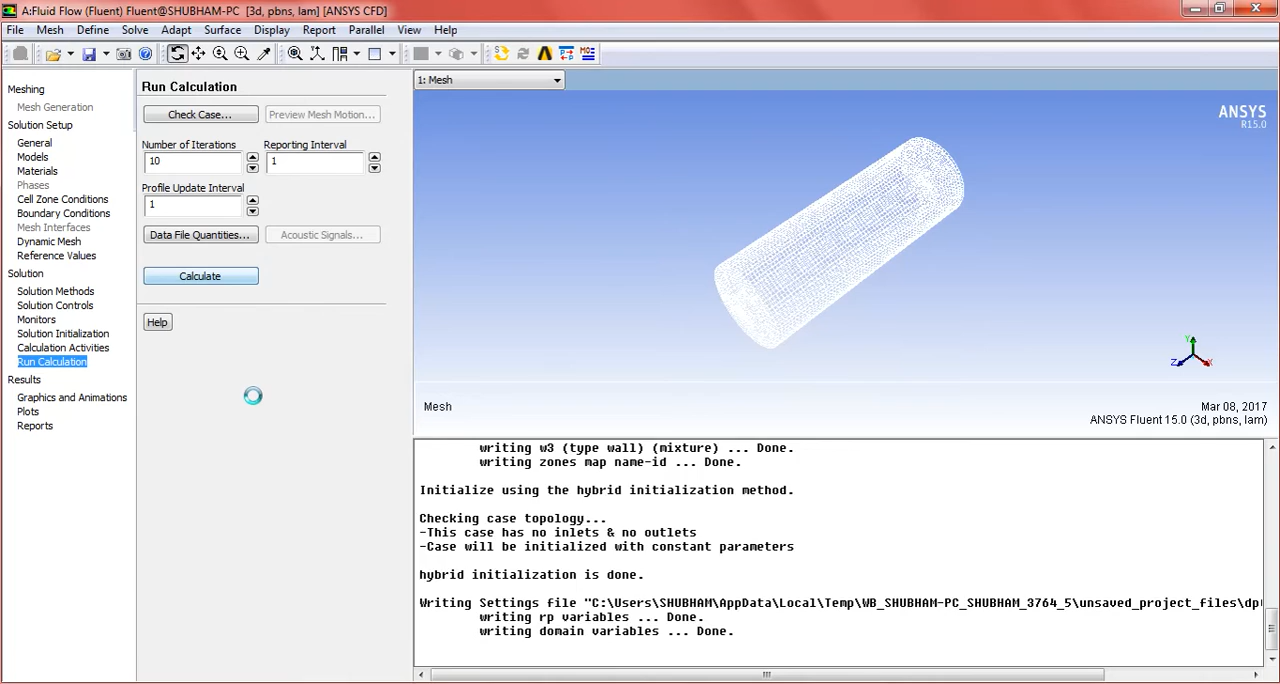 A:Fluid Flow (Fluent) Fluent@SHUBHAM-PC [3d, pbns, lam] [ANSYS CFD]
File Mesh Define Solve Adapt Surface Display Report Parallel View Help
Meshing
Mesh Generation
Solution Setup
General
Models
Materials
Phases
Cell Zone Conditions
Boundary Conditions
Mesh Interfaces
Dynamic Mesh
Reference Values
Solution
Solution Methods
Solution Controls
Monitors
Solution Initialization
Calculation Activities
Run Calculation
Results
Graphics and Animations
Plots
Reports
Run Calculation
Check Case... Preview Mesh Motion...
Number of Iterations Reporting Interval
10 1
Profile Update Interval
1
Data File Quantities... Acoustic Signals...
Calculate
Help
1: Mesh
ANSYS
R15.0
Y
Z X
Mesh
Mar 08, 2017
ANSYS Fluent 15.0 (3d, pbns, lam)
writing w3 (type wall) (mixture) ... Done.
writing zones map name-id ... Done.
Initialize using the hybrid initialization method.
Checking case topology...
-This case has no inlets & no outlets
-Case will be initialized with constant parameters
hybrid initialization is done.
Writing Settings file "C:\Users\SHUBHAM\AppData\Local\Temp\WB_SHUBHAM-PC_SHUBHAM_3764_5\unsaved_project_files\dp
writing rp variables ... Done.
writing domain variables ... Done.